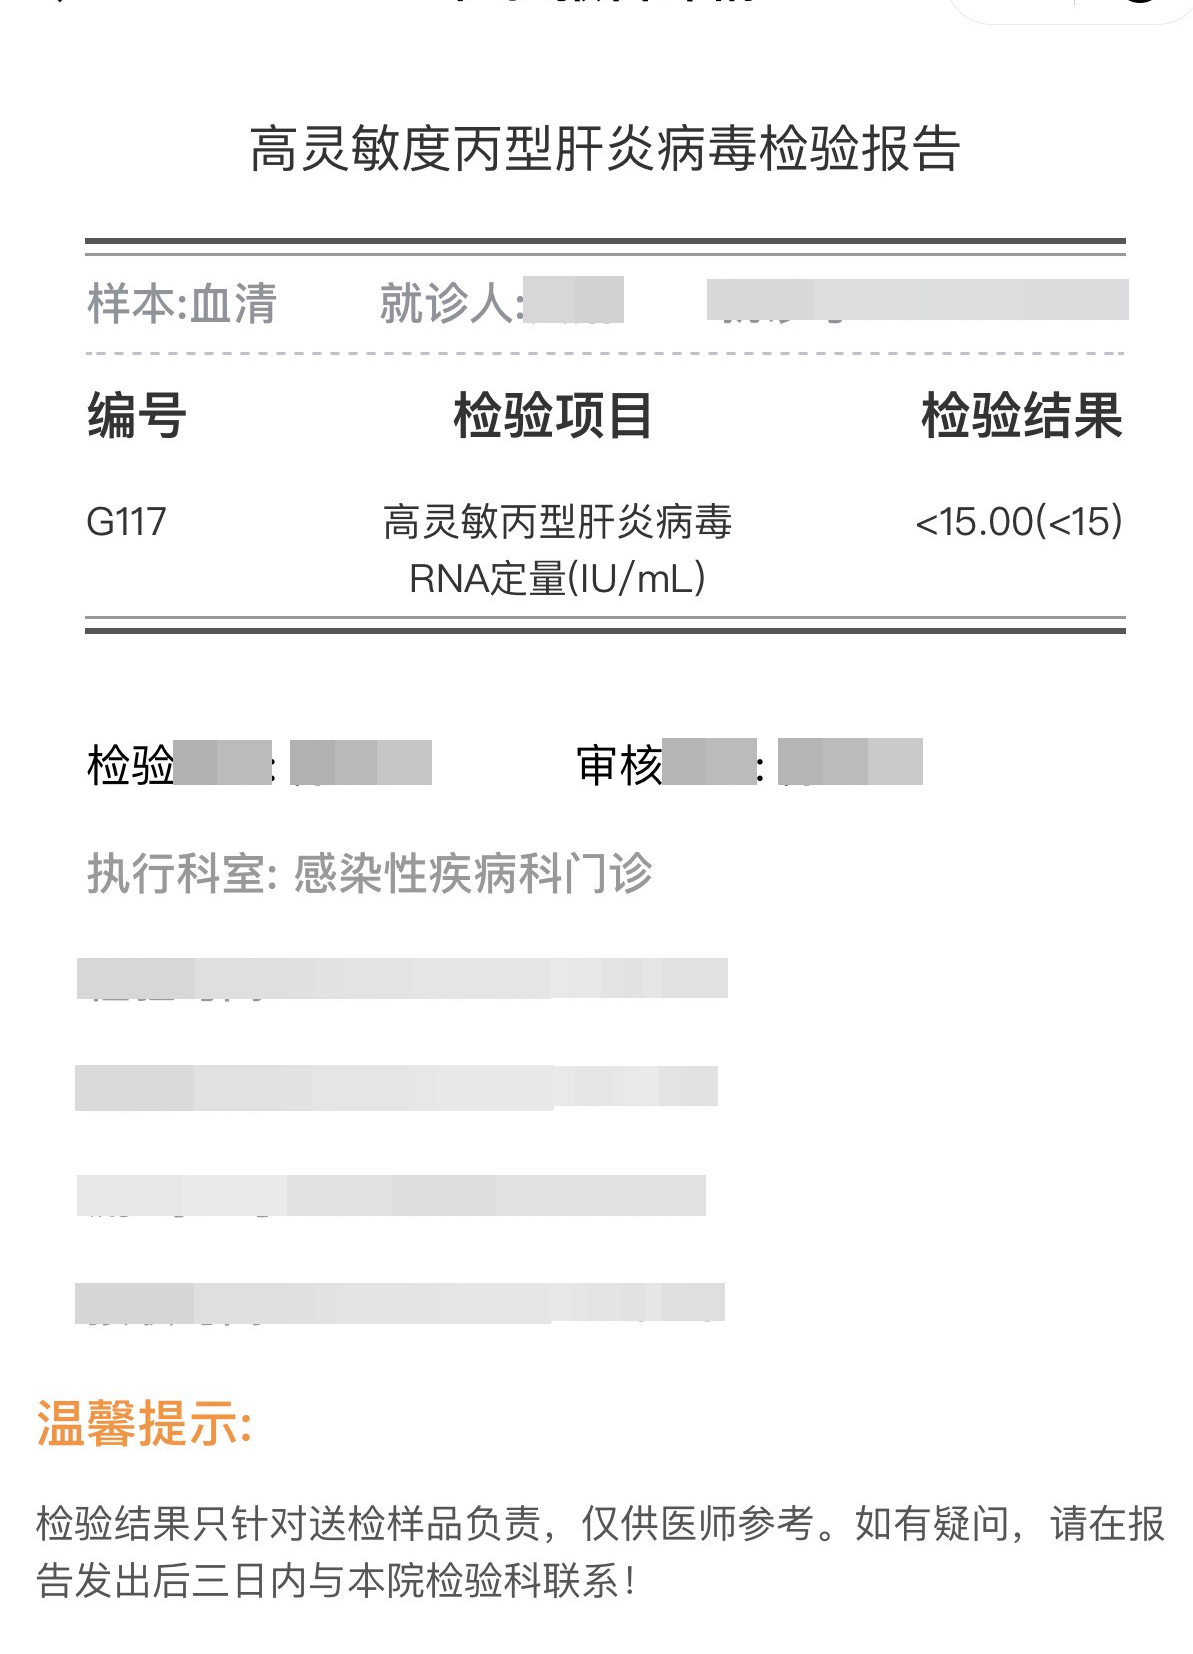 高灵敏度丙型肝炎病毒检验报告
样本:血清 就诊人:
编号 检验项目 检验结果
G117 高灵敏丙型肝炎病毒 <15.00(<15)
RNA定量(IU/mL)
检验 : 审核 :
执行科室: 感染性疾病科门诊
温馨提示:
检验结果只针对送检样品负责，仅供医师参考。如有疑问，请在报
告发出后三日内与本院检验科联系！